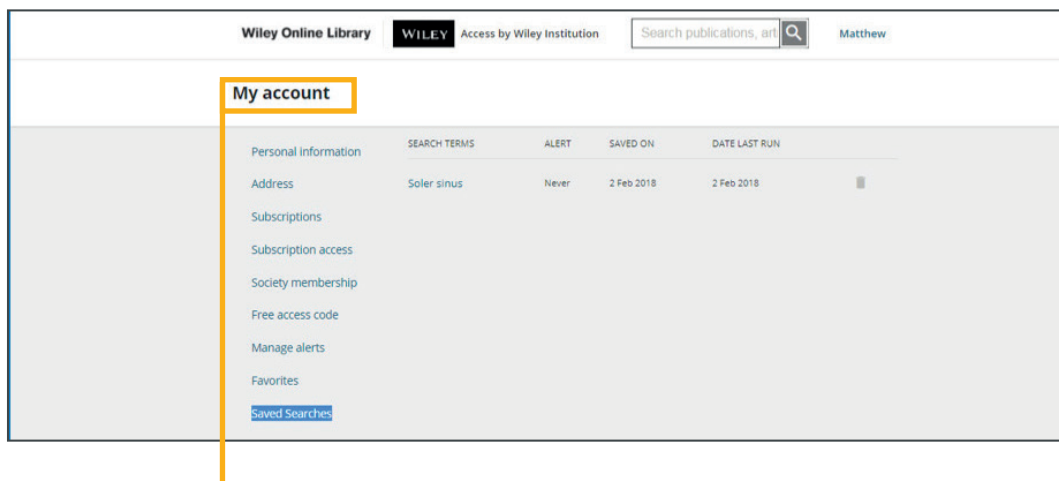 Wiley Online Library WILEY Access by Wiley Institution Search publications, art Matthew
My account
Personal information
Address
Subscriptions
Subscription access
Society membership
Free access code
Manage alerts
Favorites
Saved Searches
SEARCH TERMS ALERT SAVED ON DATE LAST RUN
Soler sinus Never 2 Feb 2018 2 Feb 2018